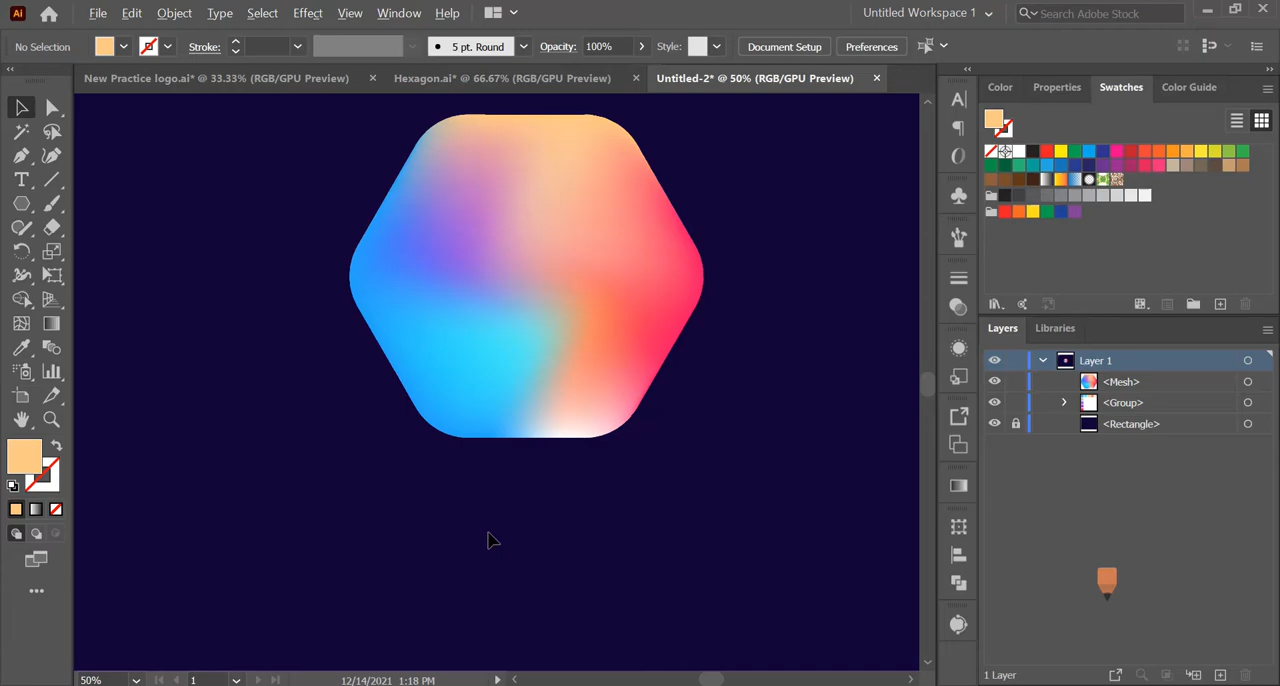 Ai File Edit Object Type Select Effect View Window Help Untitled Workspace 1 Search Adobe Stock
No Selection Stroke: 5 pt. Round Opacity: 100% Style: Document Setup Preferences
New Practice logo.ai* @ 33.33% (RGB/GPU Preview) Hexagon.ai* @ 66.67% (RGB/GPU Preview) Untitled-2* @ 50% (RGB/GPU Preview)
Color Properties Swatches Color Guide
Layers Libraries
Layer 1
<Mesh>
<Group>
<Rectangle>
1 Layer
50% 1 12/14/2021 1:18 PM